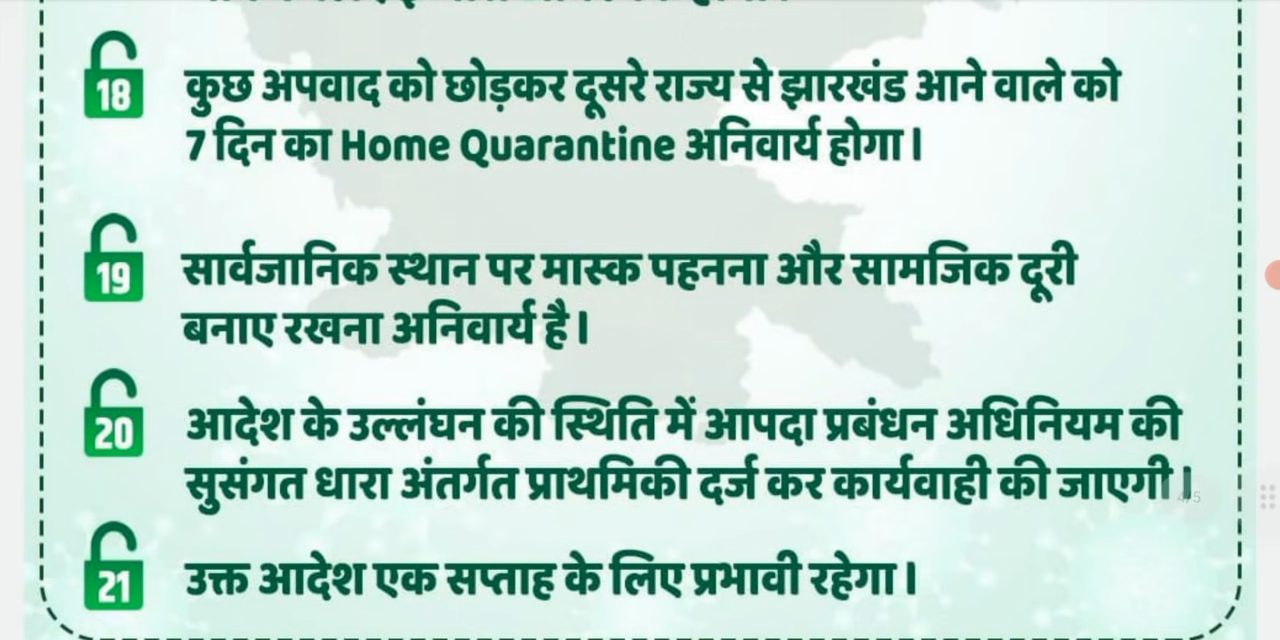 18 कुछ अपवाद को छोड़कर दूसरे राज्य से झारखंड आने वाले को
7 दिन का Home Quarantine अनिवार्य होगा।
19 सार्वजानिक स्थान पर मास्क पहनना और सामजिक दूरी
बनाए रखना अनिवार्य है।
20 आदेश के उल्लंघन की स्थिति में आपदा प्रबंधन अधिनियम की
सुसंगत धारा अंतर्गत प्राथमिकी दर्ज कर कार्यवाही की जाएगी।
4/5
21 उक्त आदेश एक सप्ताह के लिए प्रभावी रहेगा।